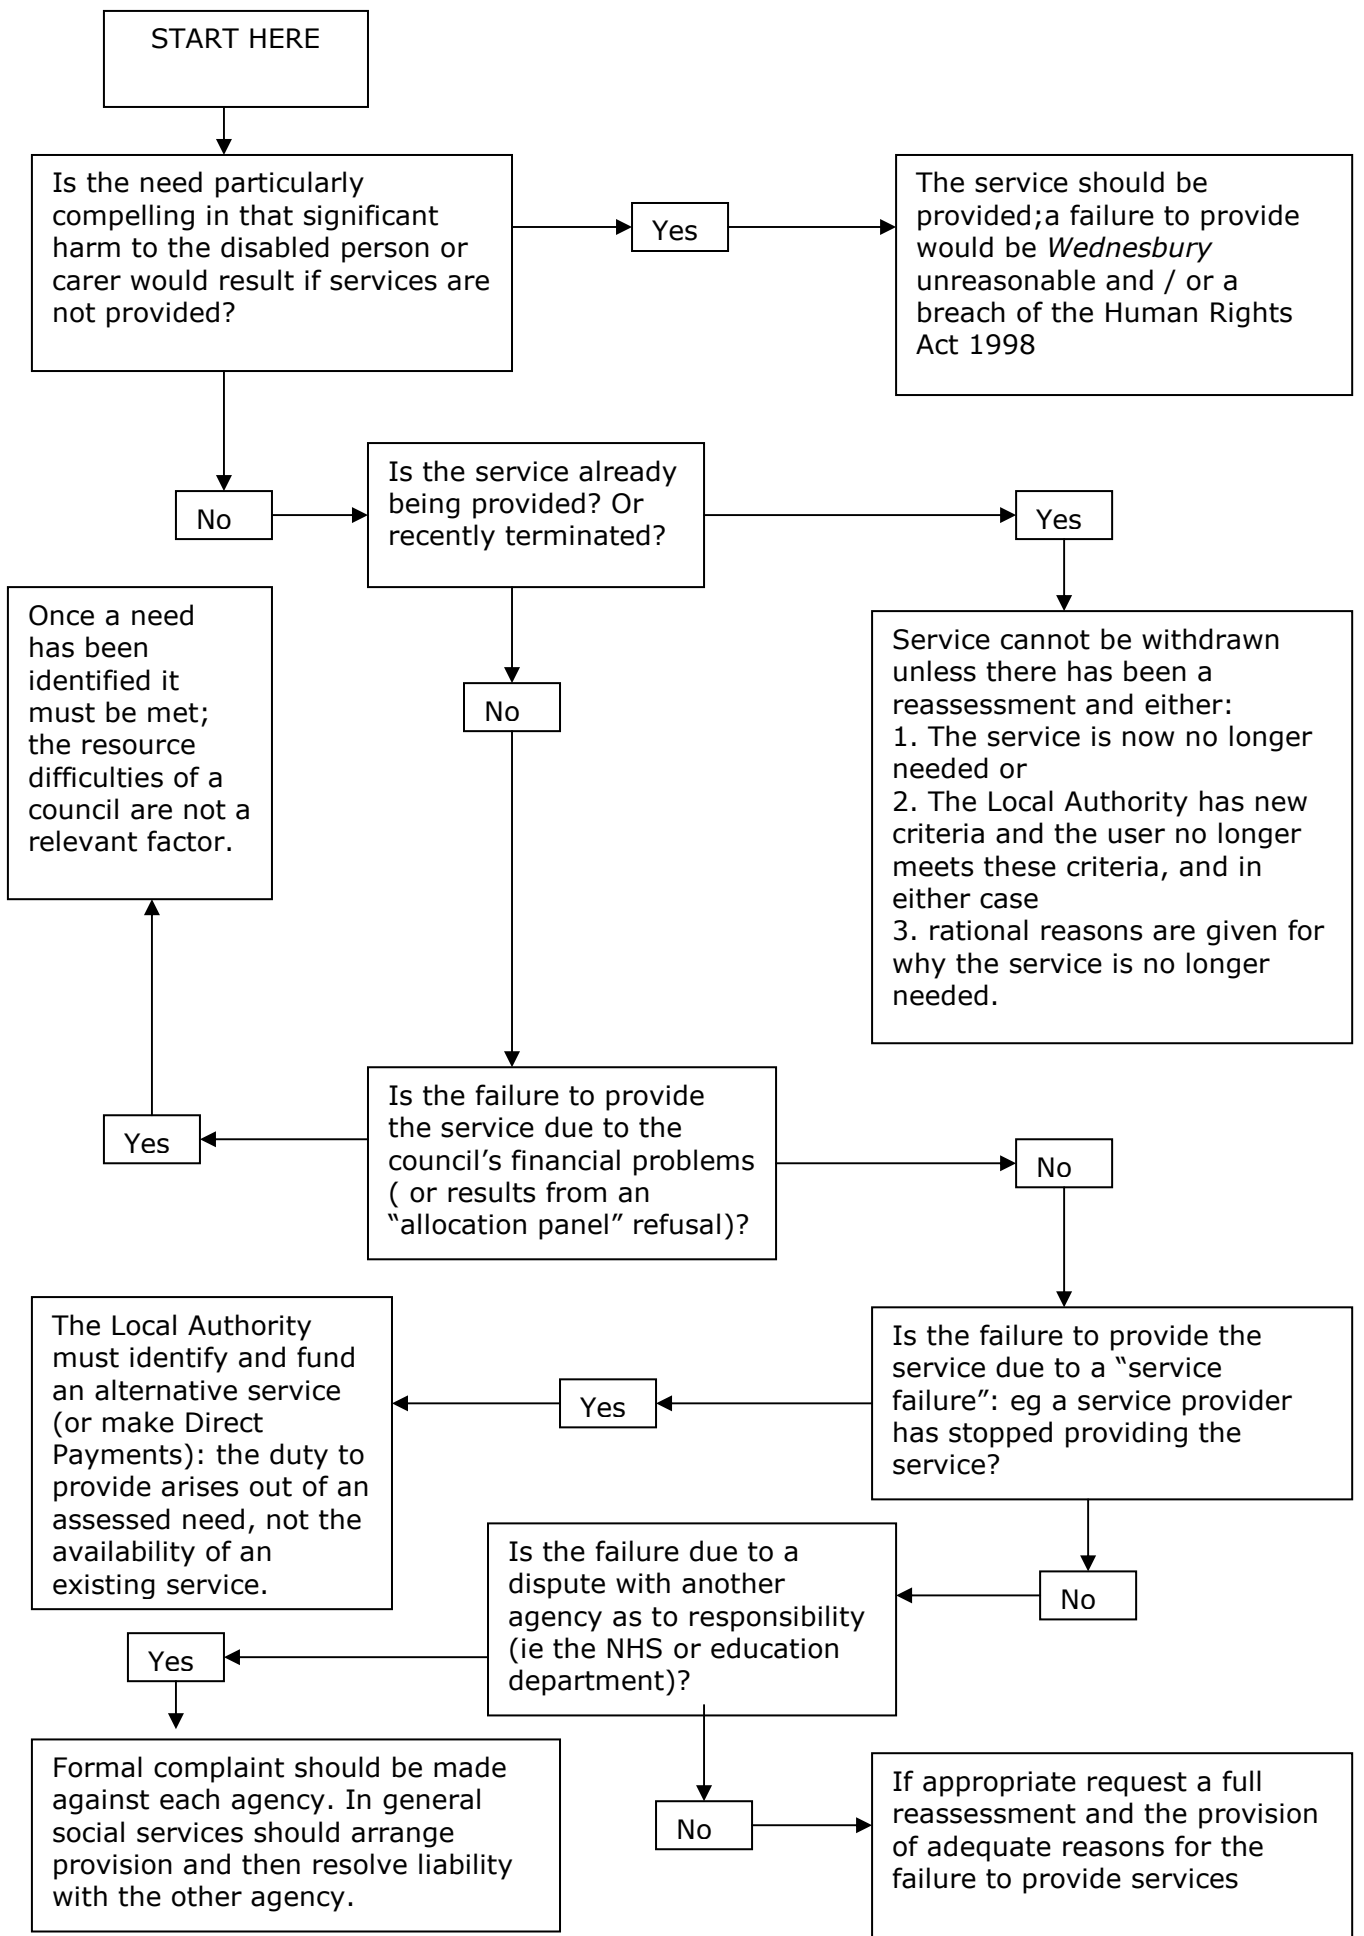 START HERE
Is the need particularly
compelling in that significant
harm to the disabled person or
carer would result if services are
not provided?
Yes
The service should be
provided;a failure to provide
would be Wednesbury
unreasonable and / or a
breach of the Human Rights
Act 1998
No
Is the service already
being provided? Or
recently terminated?
Yes
Once a need
has been
identified it
must be met;
the resource
difficulties of a
council are not a
relevant factor.
No
Service cannot be withdrawn
unless there has been a
reassessment and either:
1. The service is now no longer
needed or
2. The Local Authority has new
criteria and the user no longer
meets these criteria, and in
either case
3. rational reasons are given for
why the service is no longer
needed.
Yes
Is the failure to provide
the service due to the
council’s financial problems
( or results from an
“allocation panel” refusal)?
No
The Local Authority
must identify and fund
an alternative service
(or make Direct
Payments): the duty to
provide arises out of an
assessed need, not the
availability of an
existing service.
Yes
Is the failure to provide the
service due to a “service
failure”: eg a service provider
has stopped providing the
service?
Is the failure due to a
dispute with another
agency as to responsibility
(ie the NHS or education
department)?
No
Yes
Formal complaint should be made
against each agency. In general
social services should arrange
provision and then resolve liability
with the other agency.
No
If appropriate request a full
reassessment and the provision
of adequate reasons for the
failure to provide services